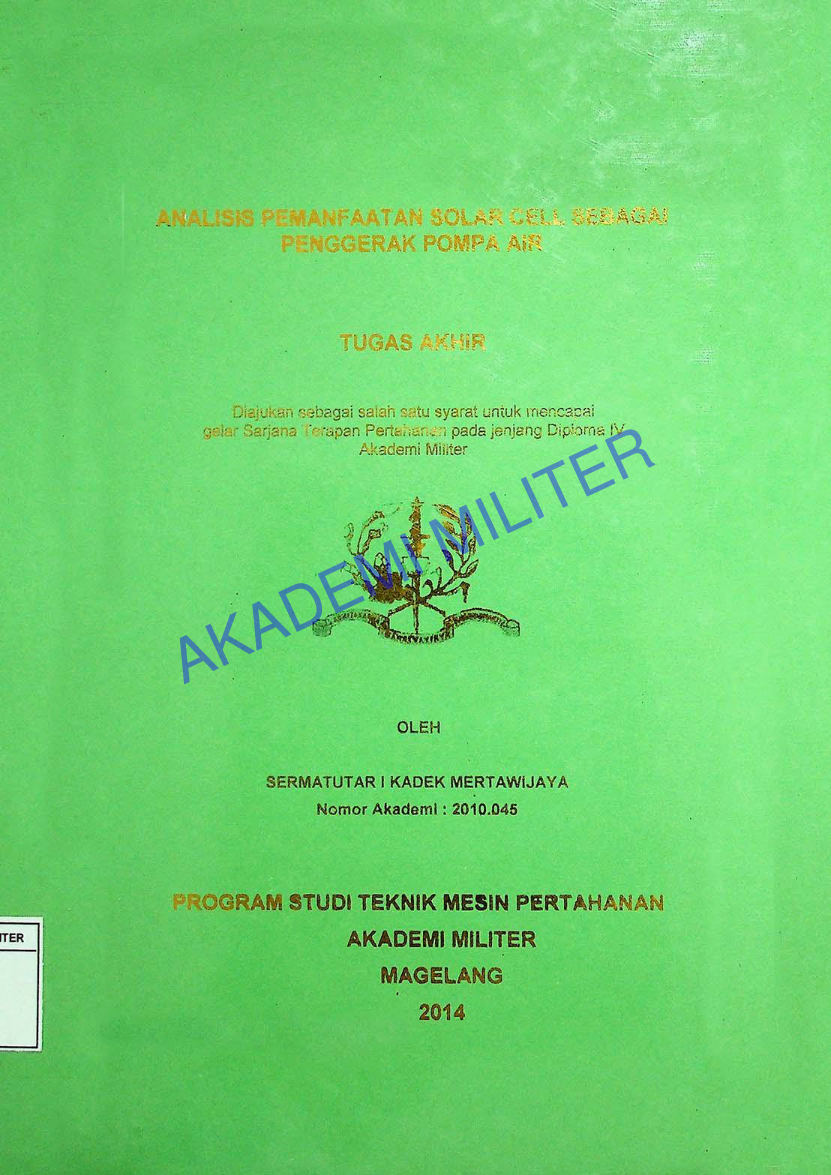 ANALISIS PEMANFAATAN SOLAR CELL SEBAGAI
PENGGERAK POMPA AIR
TUGAS AKHIR
Diajukan sebagai salah satu syarat untuk mencapai
gelar Sarjana Terapan Pertahanan pada jenjang Diploma IV
Akademi Militer
AKADEMI MILITER
OLEH
SERMATUTAR I KADEK MERTAWIJAYA
Nomor Akademi : 2010.045
PROGRAM STUDI TEKNIK MESIN PERTAHANAN
AKADEMI MILITER
MAGELANG
2014
ITER